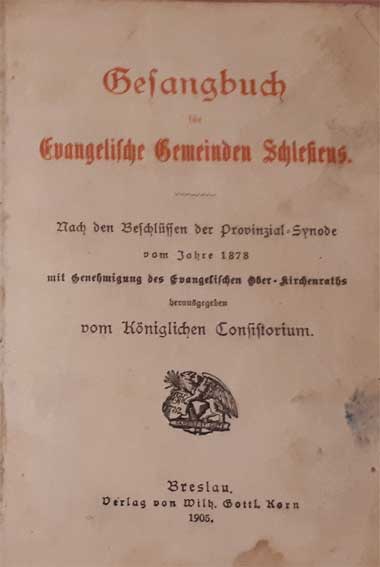 Gesangbuch
für
Evangelische Gemeinden Schlesiens.
Nach den Beschlüssen der Provinzial-Synode
vom Jahre 1878
mit Genehmigung des Evangelischen Ober-Kirchenraths
herausgegeben
vom Königlichen Consistorium.
Breslau.
Verlag von Wilh. Gottl. Korn
1905.